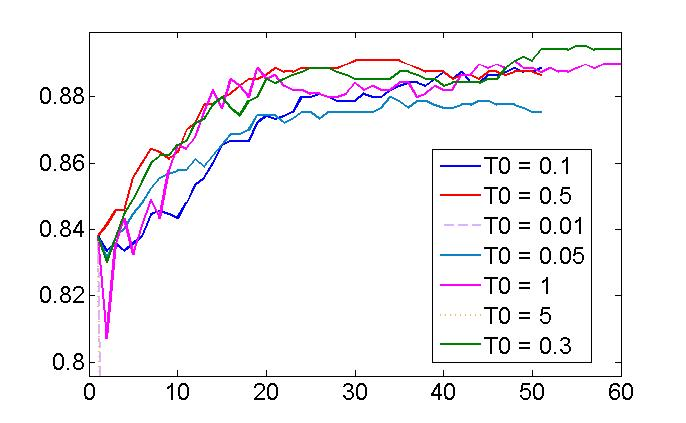 0.88
0.86
0.84
0.82
0.8
T0 = 0.1
T0 = 0.5
T0 = 0.01
T0 = 0.05
T0 = 1
T0 = 5
T0 = 0.3
0 10 20 30 40 50 60